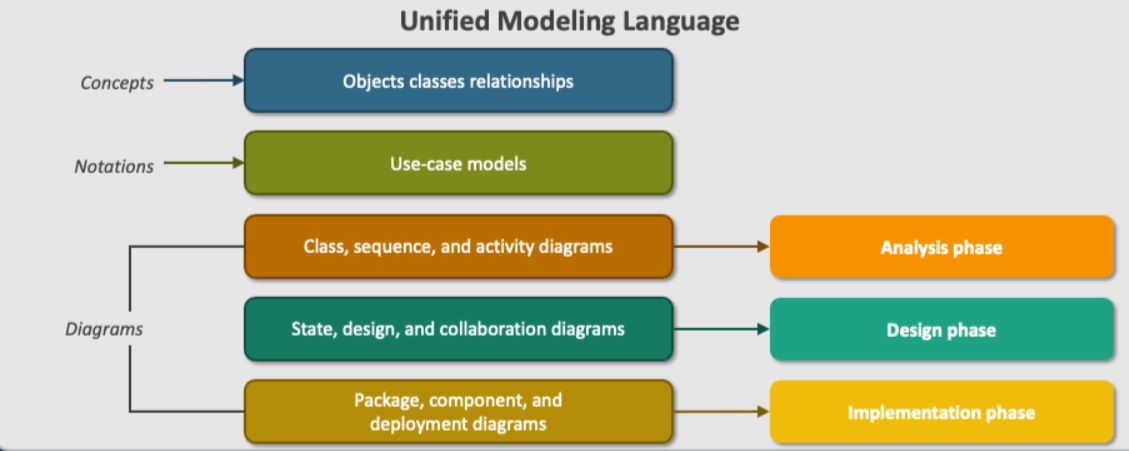 Unified Modeling Language
Concepts
Objects classes relationships
Notations
Use-case models
Class, sequence, and activity diagrams
Analysis phase
Diagrams
State, design, and collaboration diagrams
Design phase
Package, component, and
deployment diagrams
Implementation phase